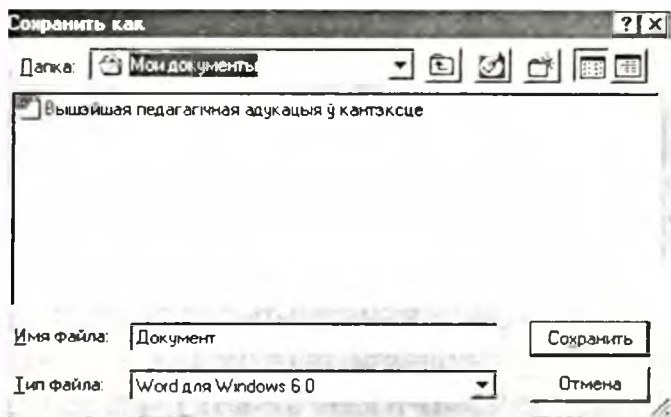 Сохранить как
Папка: Мои документы
Вышэйшая педагагічная адукацыя ў кантэксце
Имя файла: Документ Сохранить
Тип файла: Word для Windows 6.0 Отмена